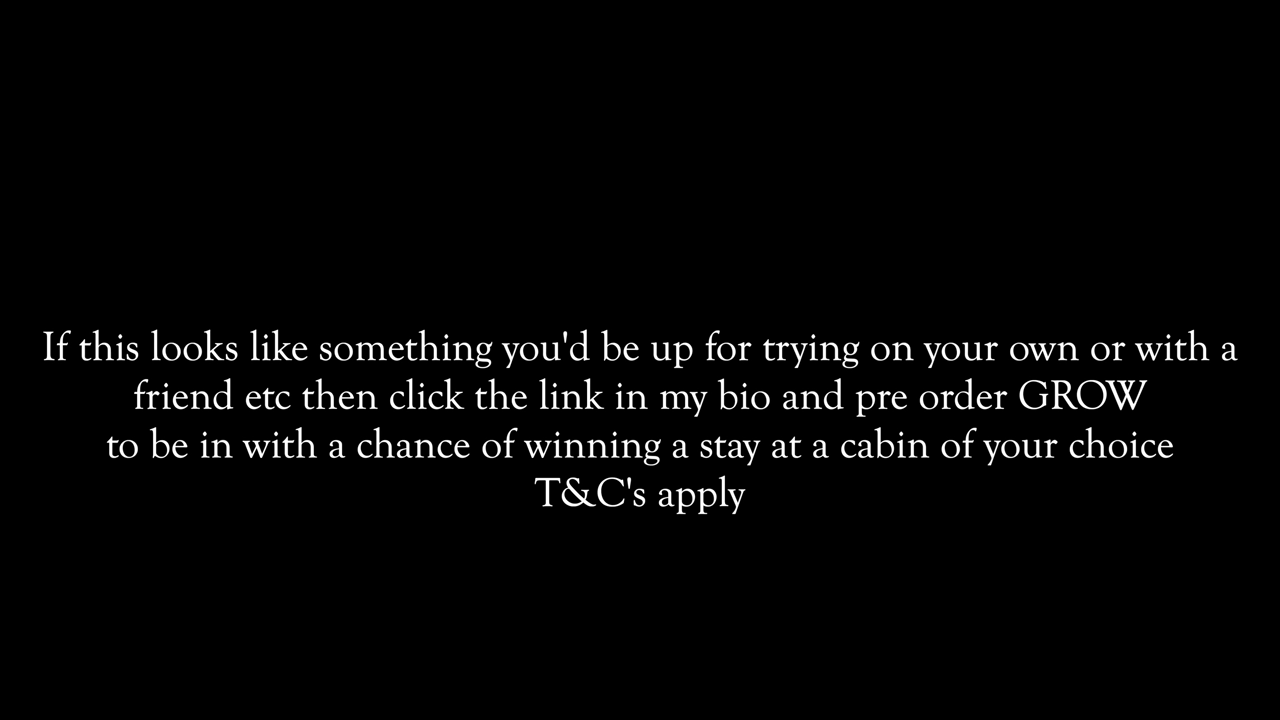 If this looks like something you'd be up for trying on your own or with a
friend etc then click the link in my bio and pre order GROW
to be in with a chance of winning a stay at a cabin of your choice
T&C's apply